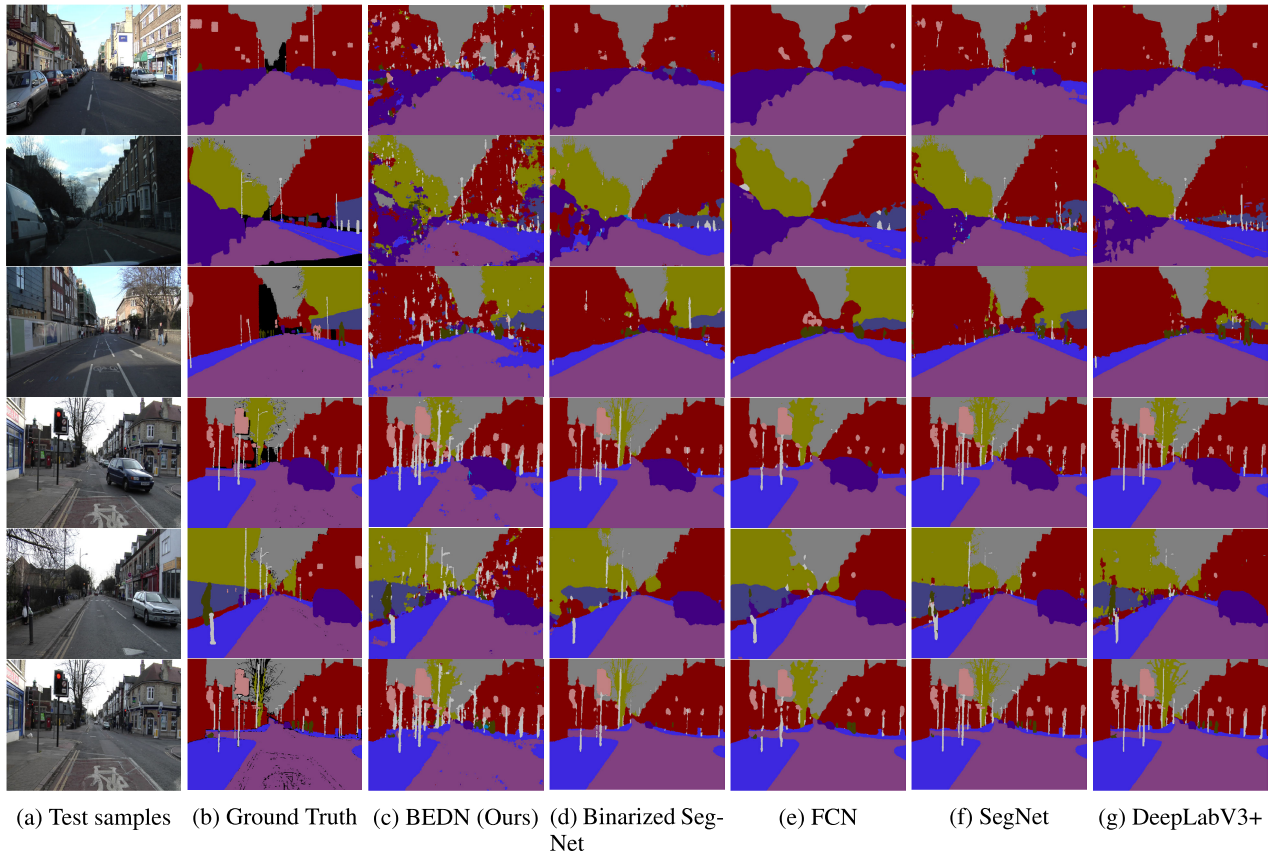 (a) Test samples
(b) Ground Truth
(c) BEDN (Ours)
(d) Binarized Seg-
Net
(e) FCN
(f) SegNet
(g) DeepLabV3+